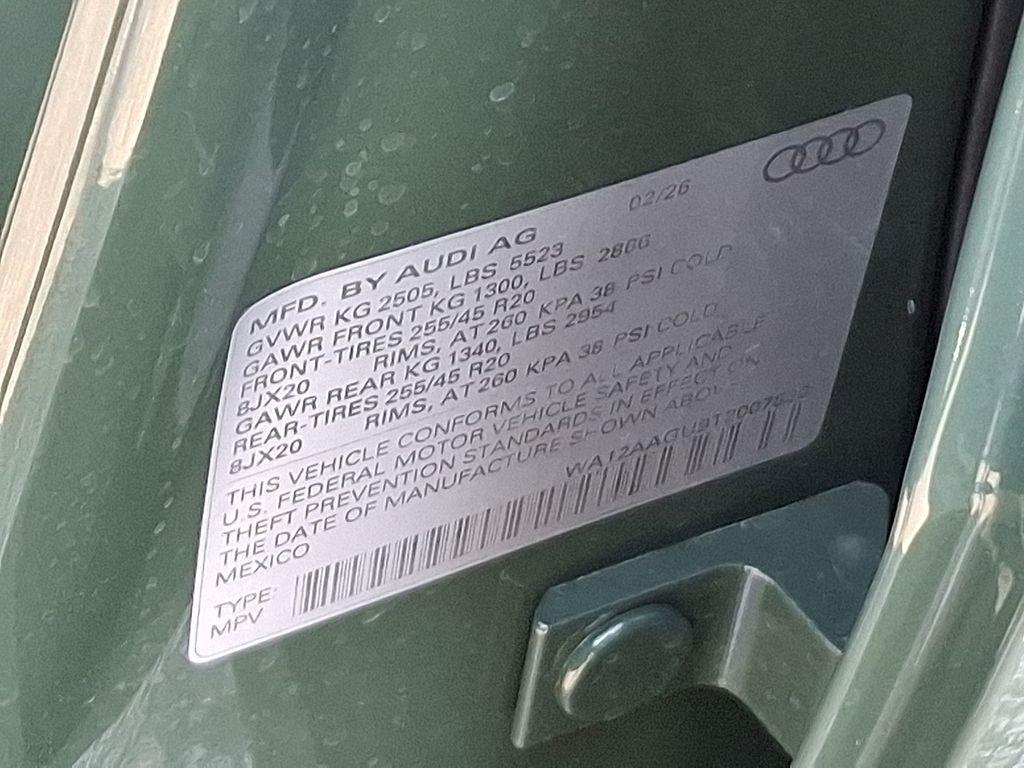 02/26
MFD. BY AUDI AG
GVWR KG 2505, LBS 5523
GAWR FRONT KG 1300, LBS 2866
FRONT-TIRES 255/45 R20
8JX20 RIMS, AT 260 KPA 38 PSI COLD
GAWR REAR KG 1340, LBS 2954
REAR-TIRES 255/45 R20
8JX20 RIMS, AT 260 KPA 38 PSI COLD
THIS VEHICLE CONFORMS TO ALL APPLICABLE
U.S. FEDERAL MOTOR VEHICLE SAFETY AND
THEFT PREVENTION STANDARDS IN EFFECT ON
THE DATE OF MANUFACTURE SHOWN ABOVE
MEXICO
TYPE:
MPV